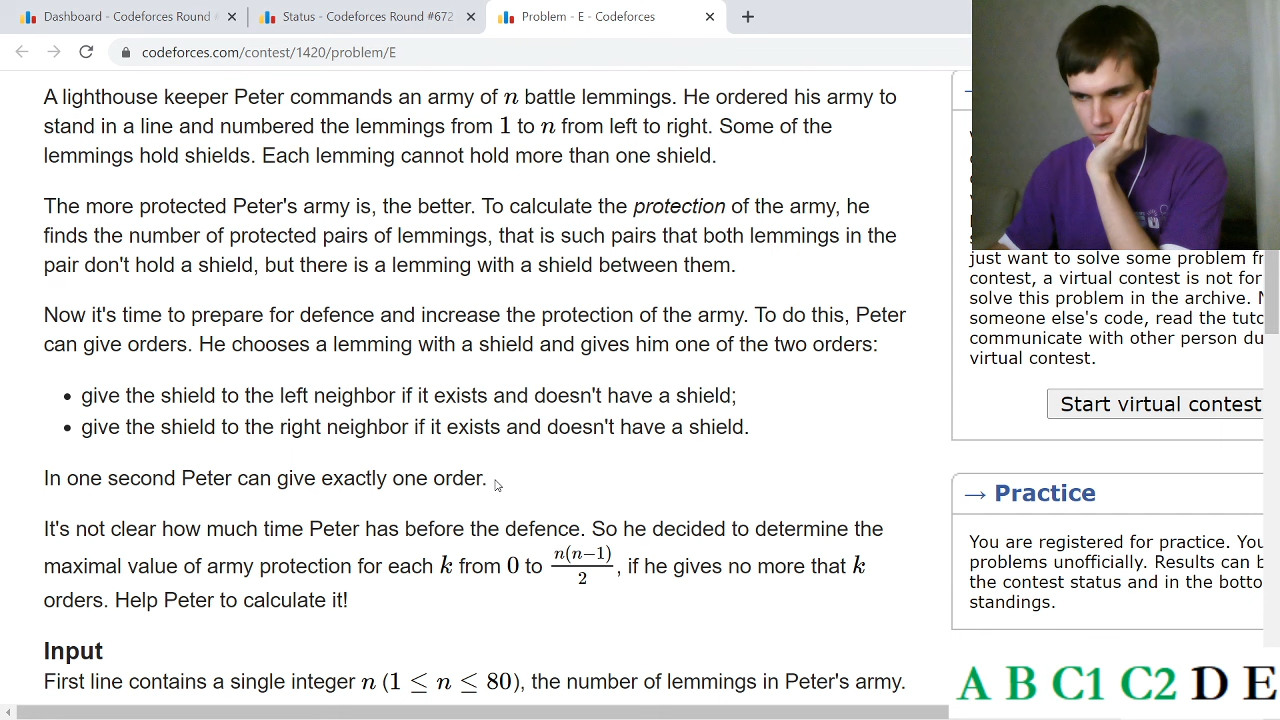 Dashboard - Codeforces Round #
Status - Codeforces Round #672
Problem - E - Codeforces
codeforces.com/contest/1420/problem/E
A lighthouse keeper Peter commands an army of n battle lemmings. He ordered his army to
stand in a line and numbered the lemmings from 1 to n from left to right. Some of the
lemmings hold shields. Each lemming cannot hold more than one shield.
The more protected Peter's army is, the better. To calculate the protection of the army, he
finds the number of protected pairs of lemmings, that is such pairs that both lemmings in the
pair don't hold a shield, but there is a lemming with a shield between them.
Now it's time to prepare for defence and increase the protection of the army. To do this, Peter
can give orders. He chooses a lemming with a shield and gives him one of the two orders:
• give the shield to the left neighbor if it exists and doesn't have a shield;
• give the shield to the right neighbor if it exists and doesn't have a shield.
In one second Peter can give exactly one order.
It's not clear how much time Peter has before the defence. So he decided to determine the
maximal value of army protection for each k from 0 to n(n−1)/2, if he gives no more that k
orders. Help Peter to calculate it!
Input
First line contains a single integer n (1 ≤ n ≤ 80), the number of lemmings in Peter's army.
just want to solve some problem fr
contest, a virtual contest is not for
solve this problem in the archive.
someone else's code, read the tuto
communicate with other person du
virtual contest.
Start virtual contest
→ Practice
You are registered for practice. You
problems unofficially. Results can b
the contest status and in the botto
standings.
A B C1 C2 D E